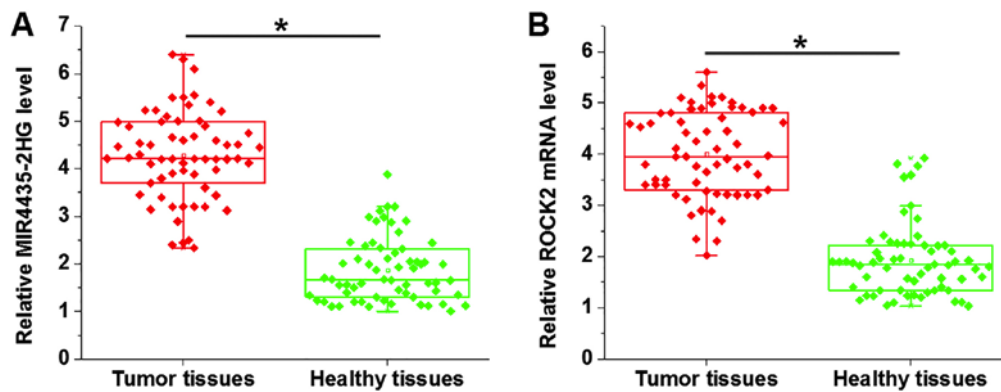 A
Relative MIR4435-2HG level
7
6
5
4
3
2
1
0
*
Tumor tissues
Healthy tissues
B
Relative ROCK2 mRNA level
6
5
4
3
2
1
0
*
Tumor tissues
Healthy tissues